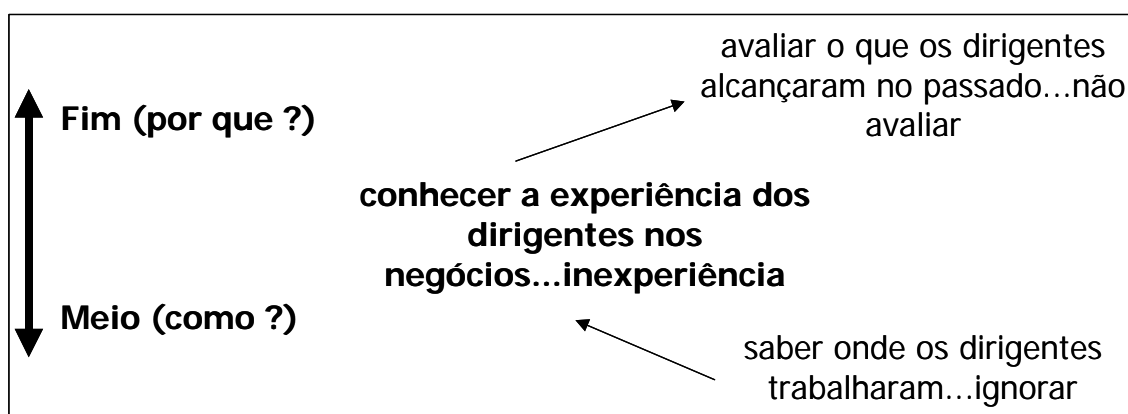 avaliar o que os dirigentes
alcançaram no passado...não
avaliar
Fim (por que ?)
conhecer a experiência dos
dirigentes nos
negócios...inexperiência
Meio (como ?)
saber onde os dirigentes
trabalharam...ignorar